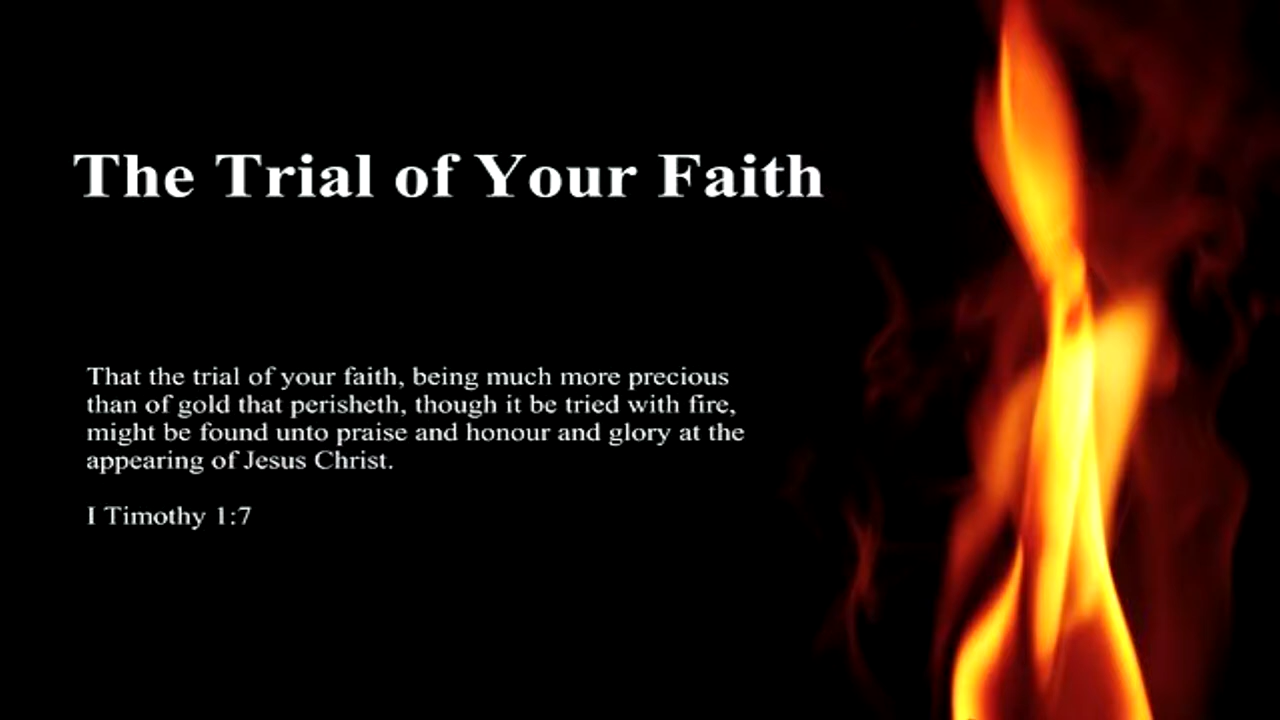 The Trial of Your Faith
That the trial of your faith, being much more precious
than of gold that perisheth, though it be tried with fire,
might be found unto praise and honour and glory at the
appearing of Jesus Christ.
I Timothy 1:7